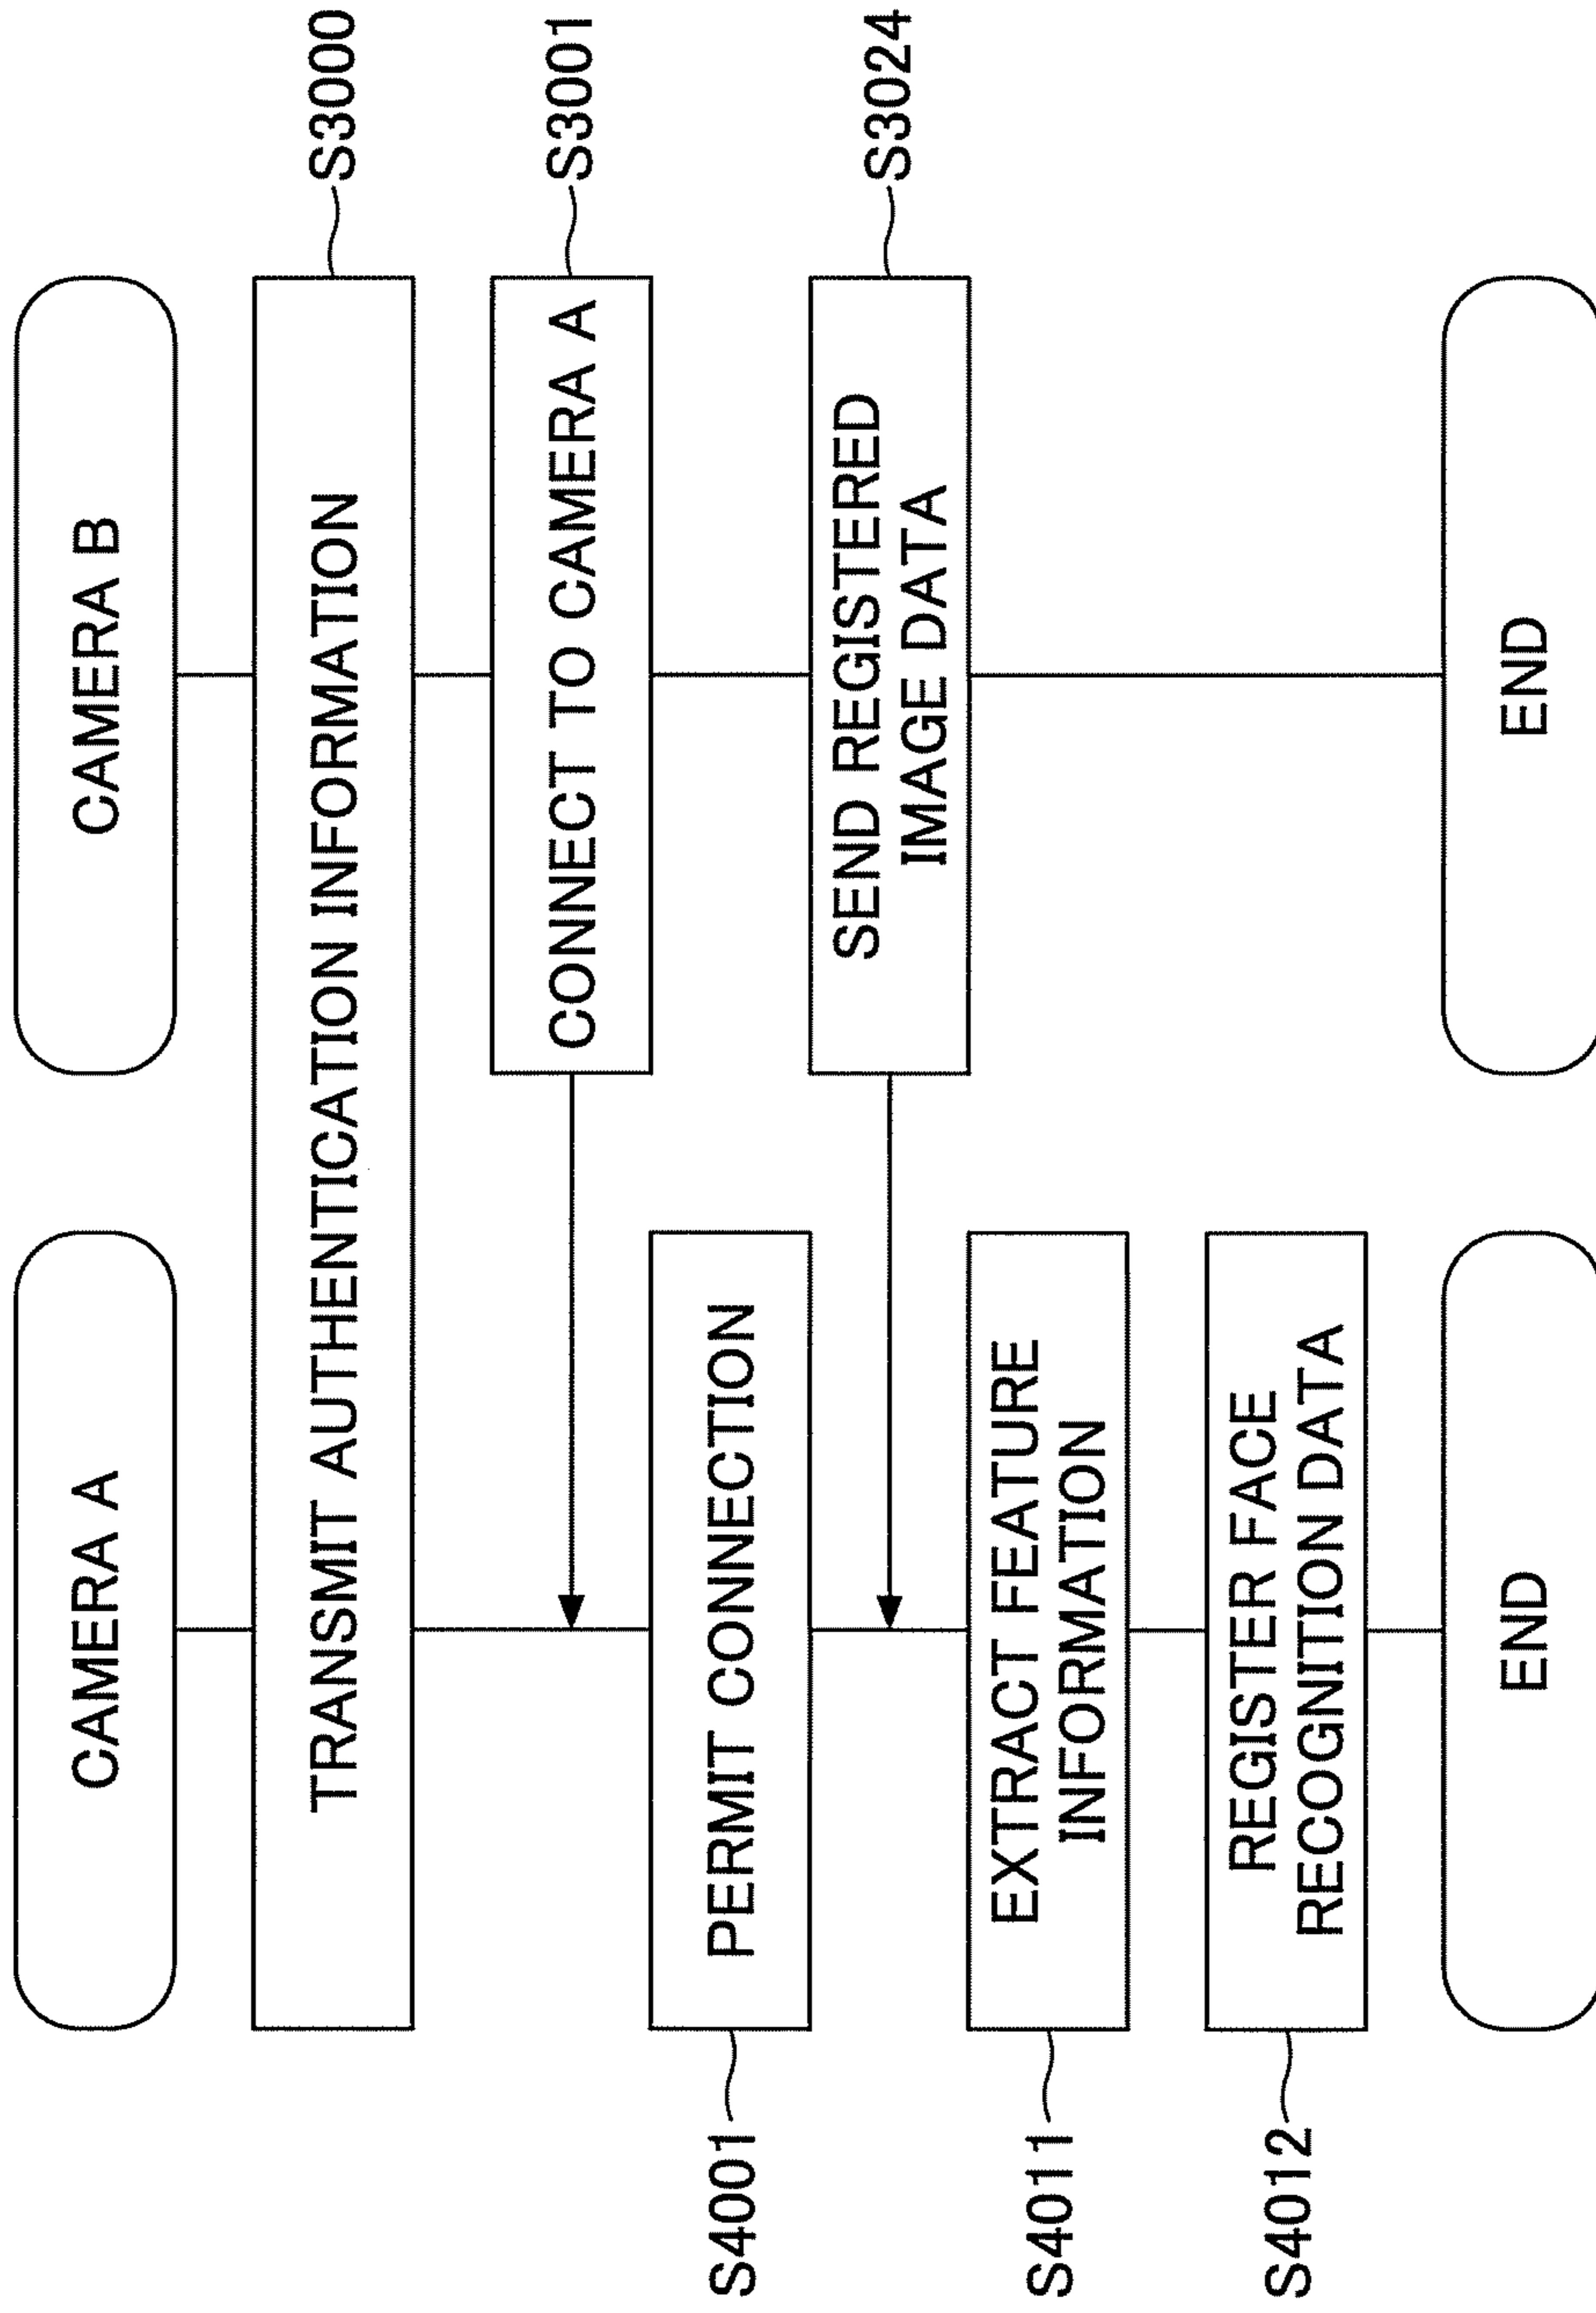 CAMERA A
CAMERA B
TRANSMIT AUTHENTICATION INFORMATION
S3000
CONNECT TO CAMERA A
S3001
S4001
PERMIT CONNECTION
SEND REGISTERED
IMAGE DATA
S3024
S4011
EXTRACT FEATURE
INFORMATION
S4012
REGISTER FACE
RECOGNITION DATA
END
END